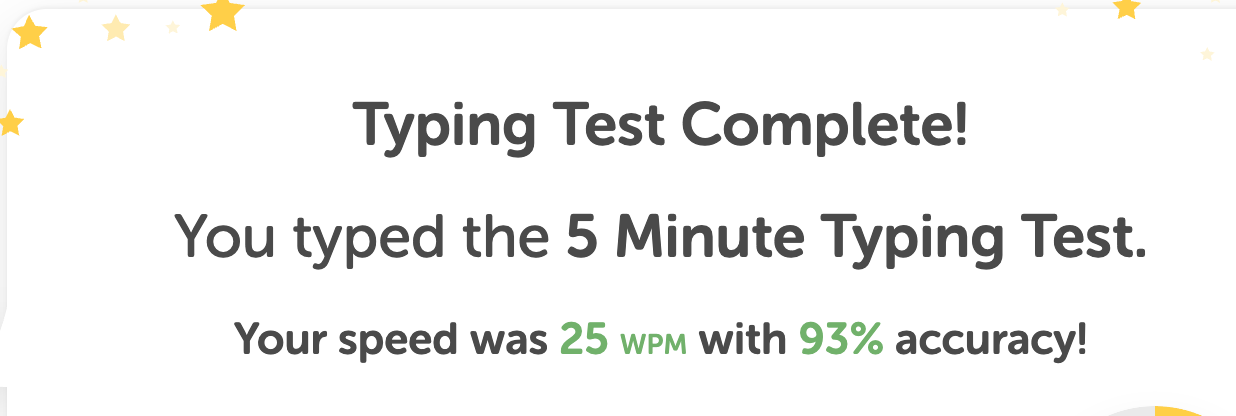 Typing Test Complete!
You typed the 5 Minute Typing Test.
Your speed was 25 WPM with 93% accuracy!